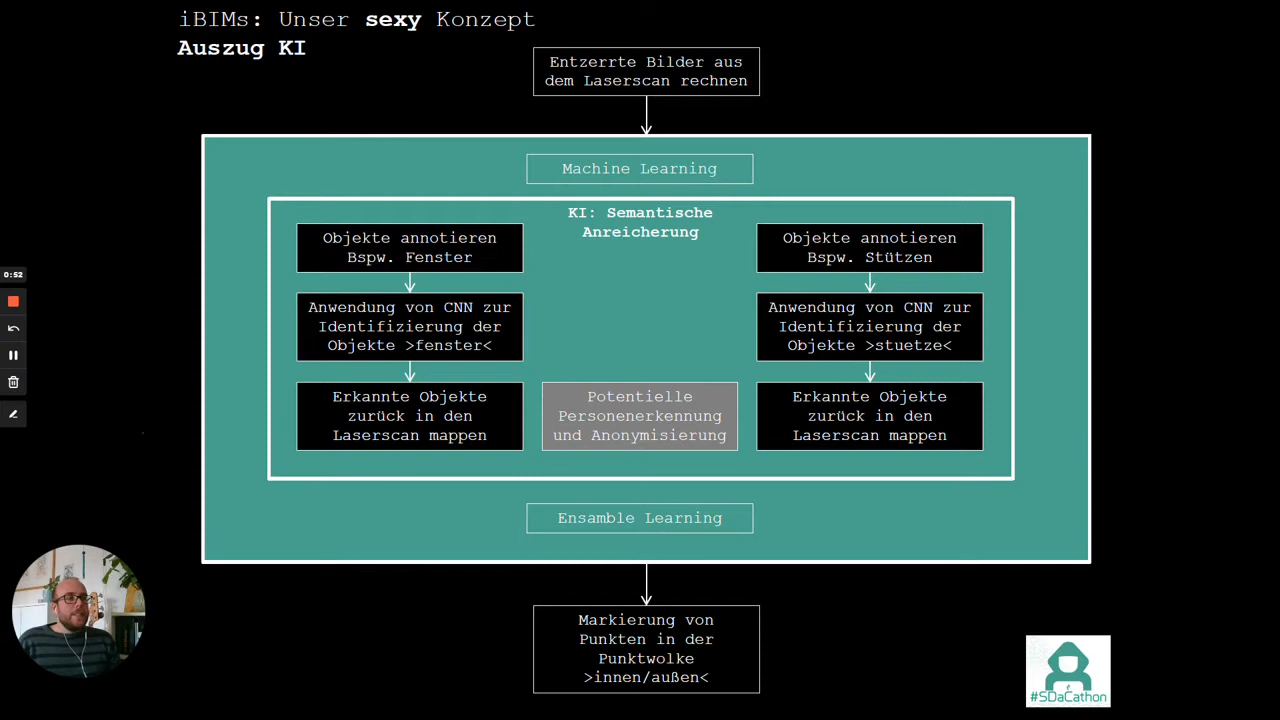 iBIMs: Unser sexy Konzept
Auszug KI
Entzerrte Bilder aus
dem Laserscan rechnen
Machine Learning
KI: Semantische
Anreicherung
Objekte annotieren
Bspw. Fenster
Anwendung von CNN zur
Identifizierung der
Objekte >fenster<
Erkannte Objekte
zurück in den
Laserscan mappen
Potentielle
Personenerkennung
und Anonymisierung
Objekte annotieren
Bspw. Stützen
Anwendung von CNN zur
Identifizierung der
Objekte >stuetze<
Erkannte Objekte
zurück in den
Laserscan mappen
Ensamble Learning
Markierung von
Punkten in der
Punktwolke
>innen/außen<
0:52
#SDaCathon